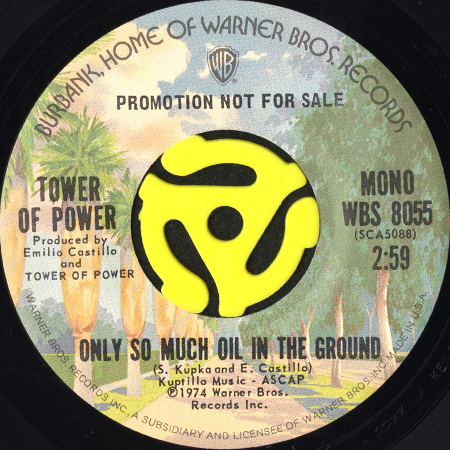 BURBANK, HOME OF WARNER BROS. RECORDS
WB
PROMOTION NOT FOR SALE
TOWER
OF POWER
Produced by
Emilio Castillo
and
TOWER OF POWER
MONO
WBS 8055
(SCA5088)
2:59
ONLY SO MUCH OIL IN THE GROUND
(S. Kupka and E. Castillo)
Kuptillo Music - ASCAP
℗1974 Warner Bros.
Records Inc.
WARNER BROS. RECORDS INC., A SUBSIDIARY AND LICENSEE OF WARNER BROS. INC. MADE IN U.S.A.